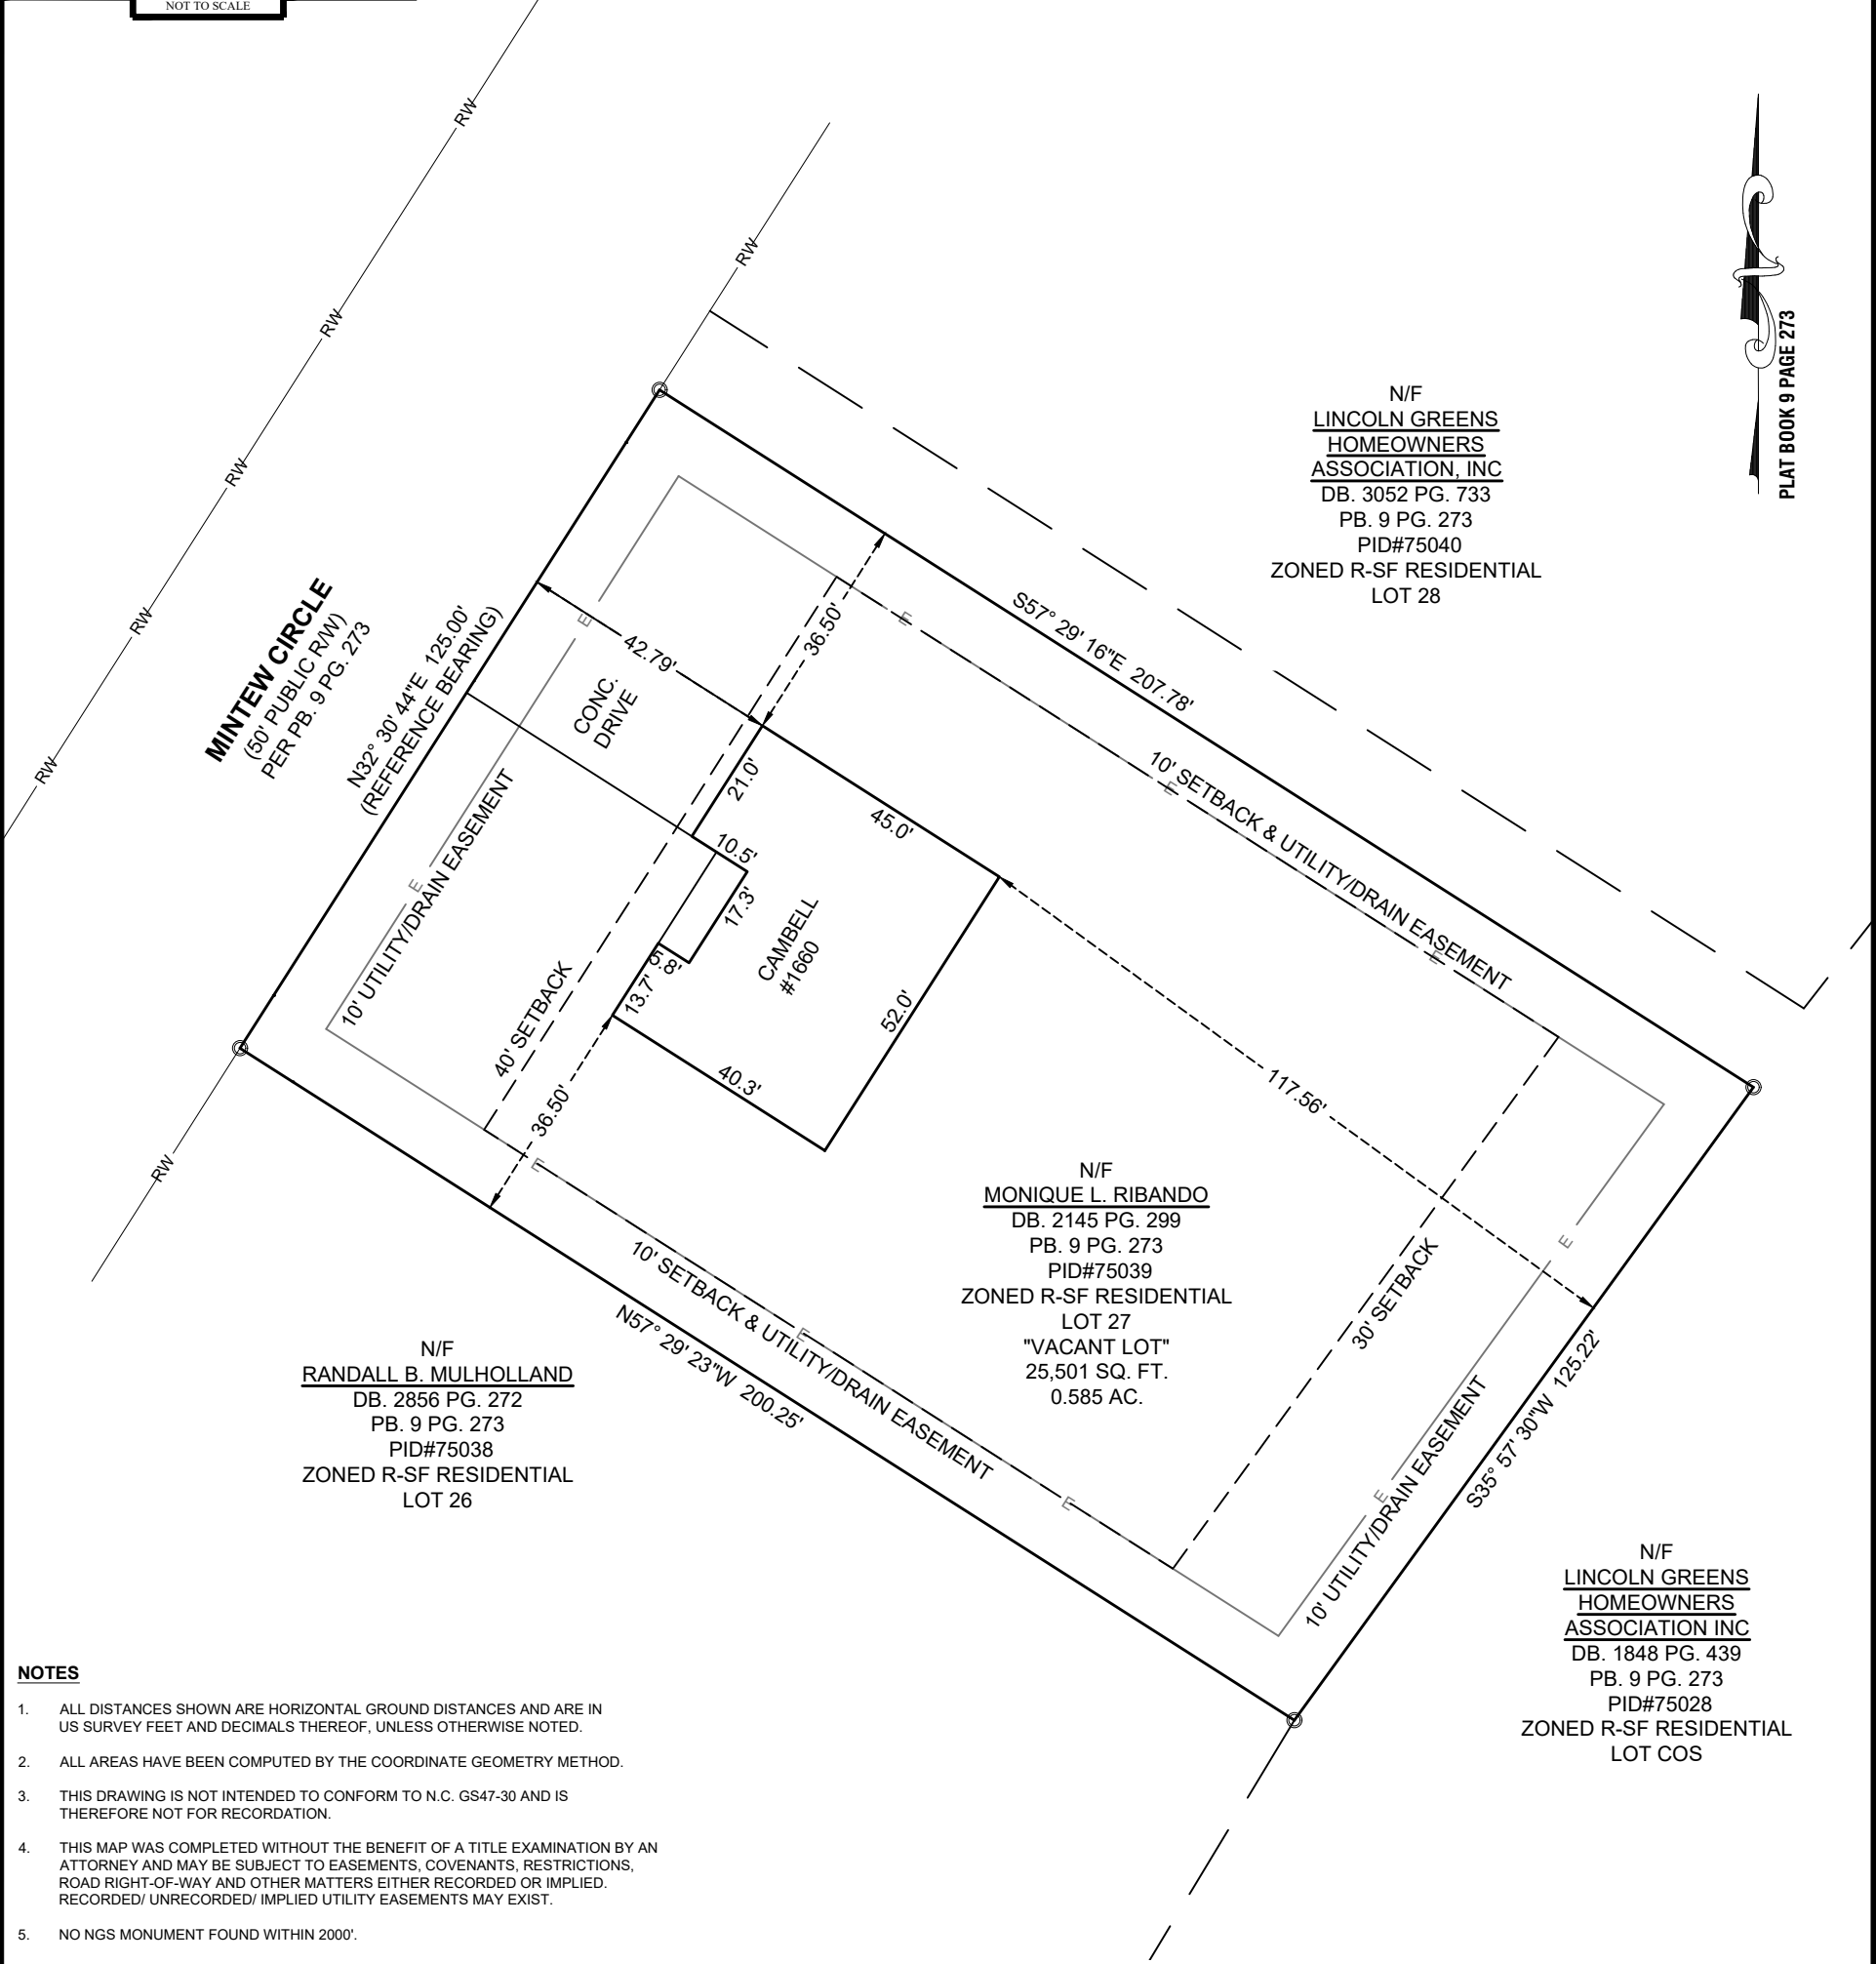 NOT TO SCALE
RW
RW
RW
RW
RW
RW
RW
RW
PLAT BOOK 9 PAGE 273
N/F
LINCOLN GREENS
HOMEOWNERS
ASSOCIATION, INC
DB. 3052 PG. 733
PB. 9 PG. 273
PID#75040
ZONED R-SF RESIDENTIAL
LOT 28
MINTEW CIRCLE
(50' PUBLIC R/W)
PER PB. 9 PG. 273
N32° 30' 44"E 125.00'
(REFERENCE BEARING)
S57° 29' 16"E 207.78'
10' SETBACK & UTILITY/DRAIN EASEMENT
E
E
E
E
E
10' UTILITY/DRAIN EASEMENT
40' SETBACK
CONC.
DRIVE
42.79'
36.50'
21.0'
45.0'
10.5'
17.3'
5.8'
13.7'
CAMBELL
#1660
52.0'
40.3'
36.50'
117.56'
N/F
MONIQUE L. RIBANDO
DB. 2145 PG. 299
PB. 9 PG. 273
PID#75039
ZONED R-SF RESIDENTIAL
LOT 27
"VACANT LOT"
25,501 SQ. FT.
0.585 AC.
30' SETBACK
E
E
10' UTILITY/DRAIN EASEMENT
S35° 57' 30"W 125.22'
E
E
E
10' SETBACK & UTILITY/DRAIN EASEMENT
N57° 29' 23"W 200.25'
N/F
RANDALL B. MULHOLLAND
DB. 2856 PG. 272
PB. 9 PG. 273
PID#75038
ZONED R-SF RESIDENTIAL
LOT 26
N/F
LINCOLN GREENS
HOMEOWNERS
ASSOCIATION INC
DB. 1848 PG. 439
PB. 9 PG. 273
PID#75028
ZONED R-SF RESIDENTIAL
LOT COS
NOTES
1. ALL DISTANCES SHOWN ARE HORIZONTAL GROUND DISTANCES AND ARE IN
US SURVEY FEET AND DECIMALS THEREOF, UNLESS OTHERWISE NOTED.
2. ALL AREAS HAVE BEEN COMPUTED BY THE COORDINATE GEOMETRY METHOD.
3. THIS DRAWING IS NOT INTENDED TO CONFORM TO N.C. GS47-30 AND IS
THEREFORE NOT FOR RECORDATION.
4. THIS MAP WAS COMPLETED WITHOUT THE BENEFIT OF A TITLE EXAMINATION BY AN
ATTORNEY AND MAY BE SUBJECT TO EASEMENTS, COVENANTS, RESTRICTIONS,
ROAD RIGHT-OF-WAY AND OTHER MATTERS EITHER RECORDED OR IMPLIED.
RECORDED/ UNRECORDED/ IMPLIED UTILITY EASEMENTS MAY EXIST.
5. NO NGS MONUMENT FOUND WITHIN 2000'.